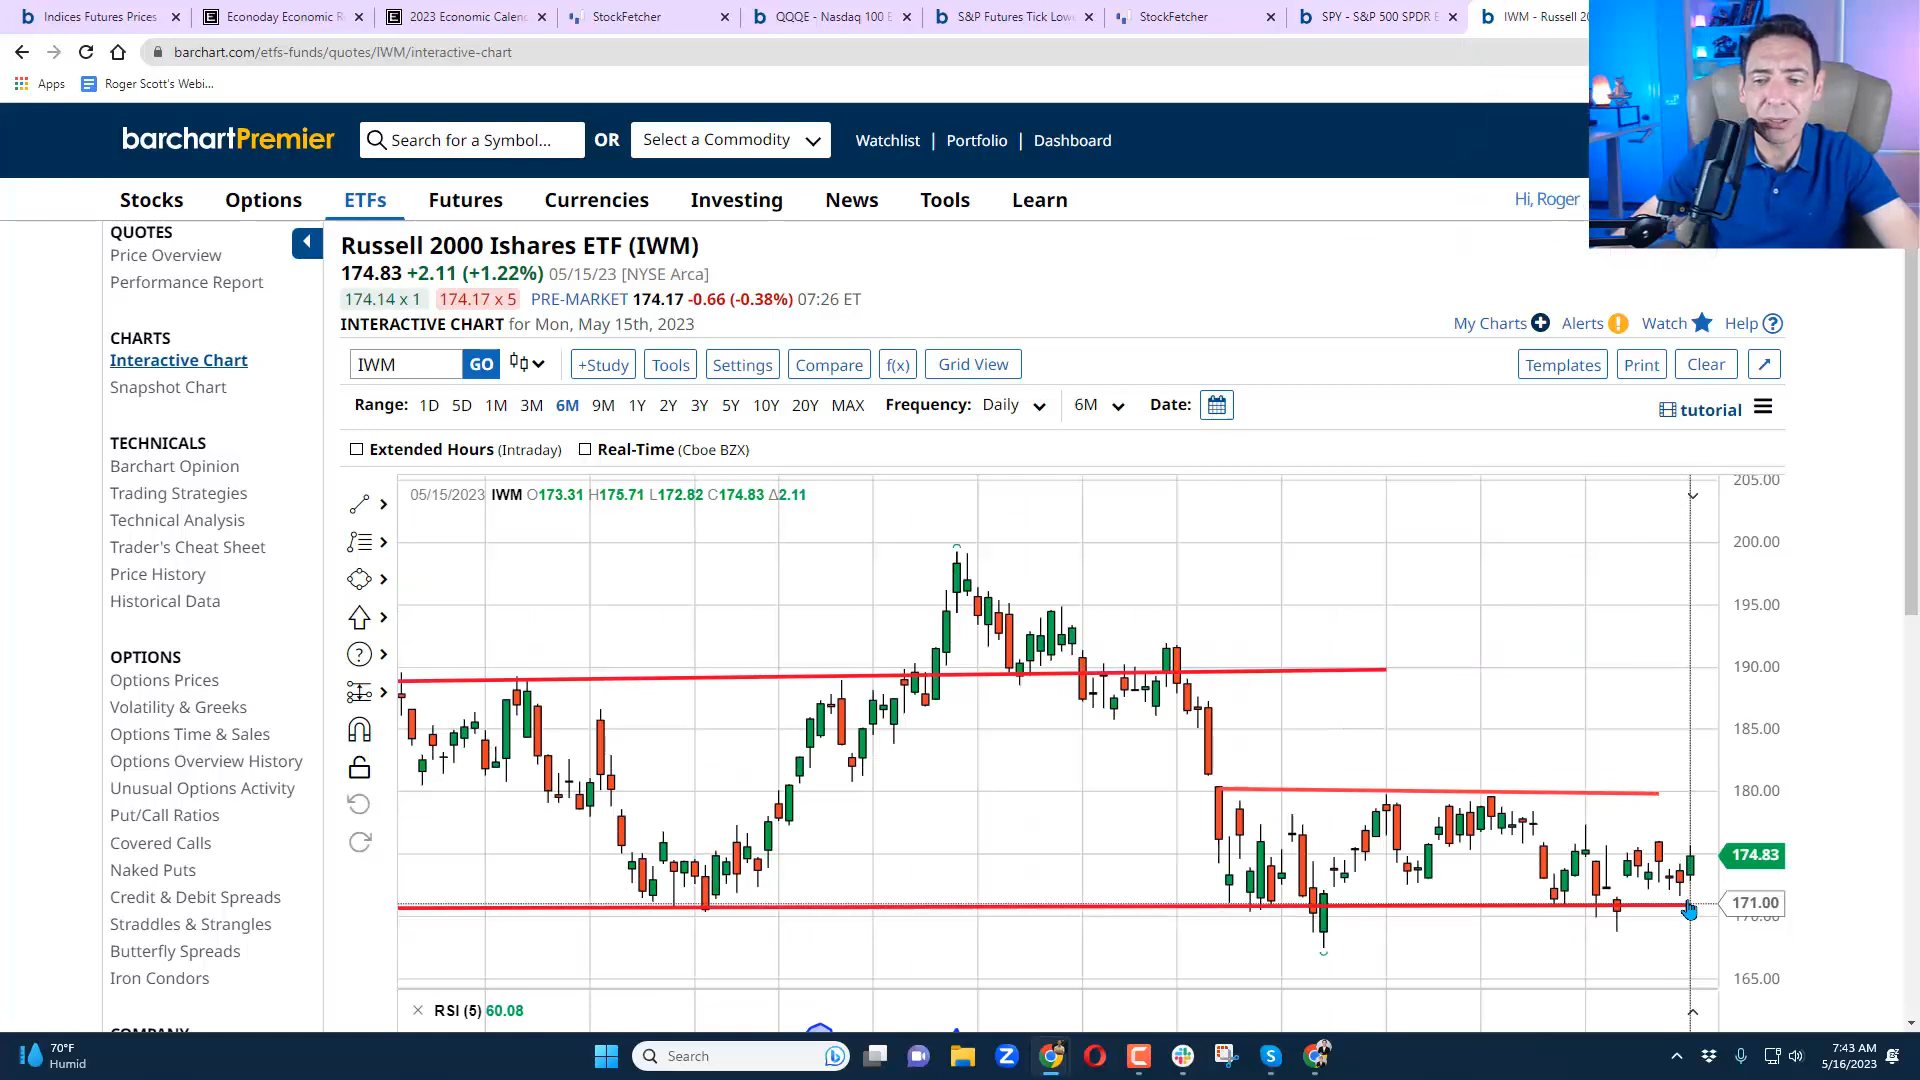 Indices Futures Prices
Econoday Economic R
2023 Economic Calen
StockFetcher
QQQE - Nasdaq 100 E
S&P Futures Tick Low
StockFetcher
SPY - S&P 500 SPDR E
IWM - Russell 20
barchart.com/etfs-funds/quotes/IWM/interactive-chart
Apps
Roger Scott's Webi...
barchartPremier
Search for a Symbol...
OR
Select a Commodity
Watchlist | Portfolio | Dashboard
Stocks Options ETFs Futures Currencies Investing News Tools Learn
Hi, Roger
QUOTES
Price Overview
Performance Report
CHARTS
Interactive Chart
Snapshot Chart
TECHNICALS
Barchart Opinion
Trading Strategies
Technical Analysis
Trader's Cheat Sheet
Price History
Historical Data
OPTIONS
Options Prices
Volatility & Greeks
Options Time & Sales
Options Overview History
Unusual Options Activity
Put/Call Ratios
Covered Calls
Naked Puts
Credit & Debit Spreads
Straddles & Strangles
Butterfly Spreads
Iron Condors
Russell 2000 Ishares ETF (IWM)
174.83 +2.11 (+1.22%) 05/15/23 [NYSE Arca]
174.14 x 1 174.17 x 5 PRE-MARKET 174.17 -0.66 (-0.38%) 07:26 ET
INTERACTIVE CHART for Mon, May 15th, 2023
My Charts Alerts Watch Help
IWM GO +Study Tools Settings Compare f(x) Grid View
Templates Print Clear
Range: 1D 5D 1M 3M 6M 9M 1Y 2Y 3Y 5Y 10Y 20Y MAX Frequency: Daily 6M Date:
tutorial
Extended Hours (Intraday) Real-Time (Cboe BZX)
05/15/2023 IWM O173.31 H175.71 L172.82 C174.83 Δ2.11
205.00
200.00
195.00
190.00
185.00
180.00
174.83
171.00
165.00
RSI (5) 60.08
70°F
Humid
Search
7:43 AM
5/16/2023